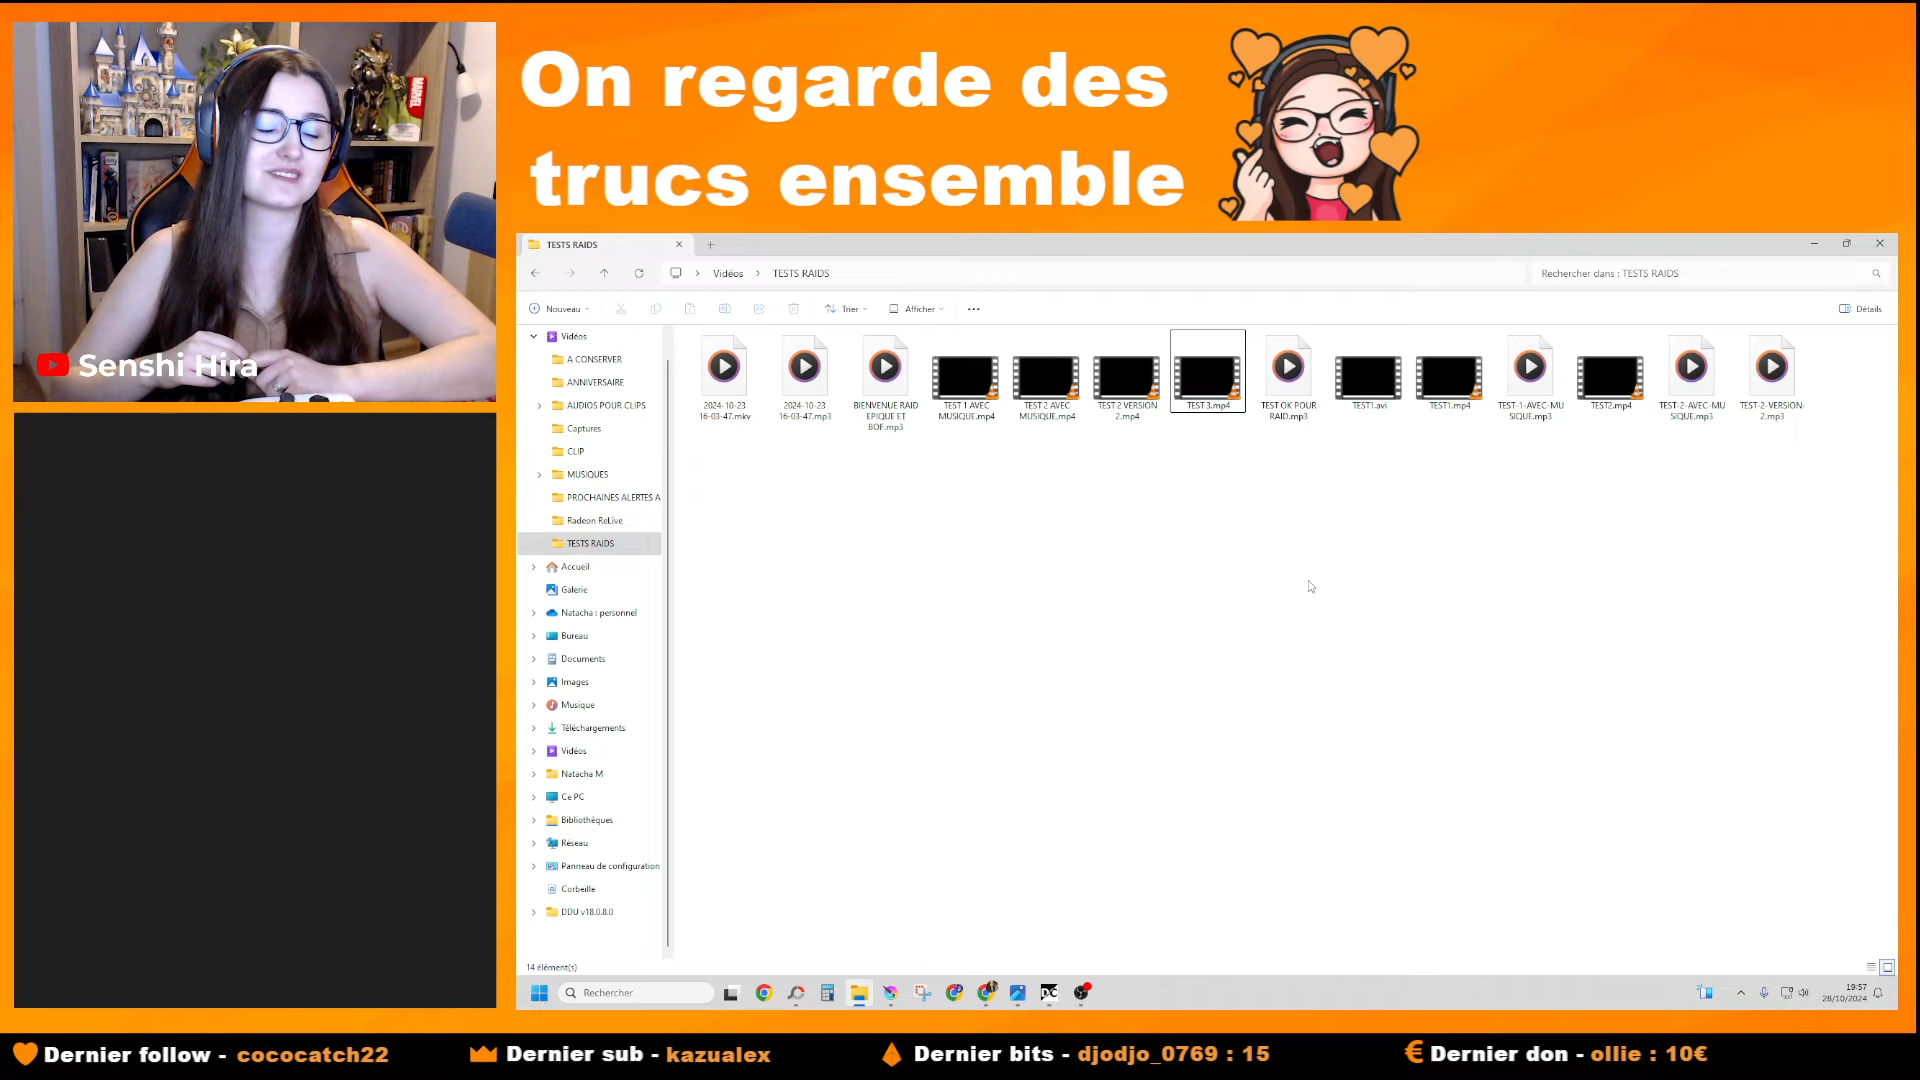 On regarde des
trucs ensemble
MARVEL
Senshi Hira
TESTS RAIDS
Vidéos
TESTS RAIDS
Rechercher dans : TESTS RAIDS
Nouveau
Trier
Afficher
Détails
Vidéos
A CONSERVER
ANNIVERSAIRE
AUDIOS POUR CLIPS
Captures
CLIP
MUSIQUES
PROCHAINES ALERTES A
Radeon ReLive
TESTS RAIDS
Accueil
Galerie
Natacha : personnel
Bureau
Documents
Images
Musique
Téléchargements
Vidéos
Natacha M
Ce PC
Bibliothèques
Réseau
Panneau de configuration
Corbeille
DDU v18.0.8.0
2024-10-23
16-03-47.mkv
2024-10-23
16-03-47.mp3
BIENVENUE RAID
EPIQUE ET
BOF.mp3
TEST 1 AVEC
MUSIQUE.mp4
TEST 2 AVEC
MUSIQUE.mp4
TEST 2 VERSION
2.mp4
TEST 3.mp4
TEST OK POUR
RAID.mp3
TEST1.avi
TEST1.mp4
TEST-1-AVEC-MU
SIQUE.mp3
TEST2.mp4
TEST-2-AVEC-MU
SIQUE.mp3
TEST-2-VERSION-
2.mp3
14 élément(s)
Rechercher
19:57
28/10/2024
Dernier follow - cococatch22
Dernier sub - kazualex
Dernier bits - djodjo_0769 : 15
Dernier don - ollie : 10€